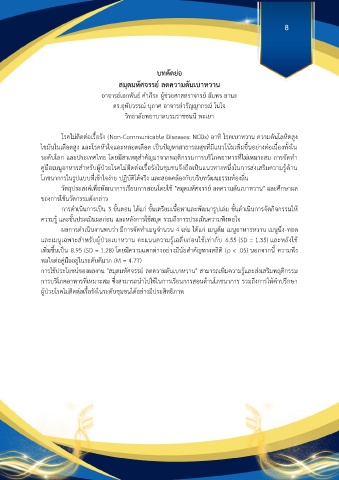 8
บทคัดย่อ
สมุดมหัศจรรย์ ลดความดันเบาหวาน
อาจารย์เอกพันธ์ คำภีระ ผู้ช่วยศาสตราจารย์ สัมพร สานะ
ดร.สุพัฒวรณ์ นุภาศ อาจารย์วรัญญากรณ์ โนใจ
วิทยาลัยพยาบาลบรมราชชนนี พะเยา
โรคไม่ติดต่อเรื้อรัง (Non-Communicable Diseases: NCDs) อาทิ โรคเบาหวาน ความดันโลหิตสูง
ไขมันในเลือดสูง และโรคหัวใจและหลอดเลือด เป็นปัญหาสาธารณสุขที่มีแนวโน้มเพิ่มขึ้นอย่างต่อเนื่องทั้งใน
ระดับโลก และประเทศไทย โดยมีสาเหตุสำคัญมาจากพฤติกรรมการบริโภคอาหารที่ไม่เหมาะสม การจัดทำ
คู่มือเมนูอาหารสำหรับผู้ป่วยโรคไม่ติดต่อเรื้อรังในชุมชนจึงถือเป็นแนวทางหนึ่งในการส่งเสริมความรู้ด้าน
โภชนาการในรูปแบบที่เข้าใจง่าย ปฏิบัติได้จริง และสอดคล้องกับบริบทวัฒนธรรมท้องถิ่น
วัตถุประสงค์เพื่อพัฒนาการเรียนการสอนโดยใช้ "สมุดมหัศจรรย์ ลดความดันเบาหวาน" และศึกษาผล
ของการใช้นวัตกรรมดังกล่าว
การดำเนินการเป็น 3 ขั้นตอน ได้แก่ ขั้นเตรียมเนื้อหาและพัฒนารูปเล่ม ขั้นดำเนินการจัดกิจกรรมให้
ความรู้ และขั้นประเมินผลก่อน และหลังการใช้สมุด รวมถึงการประเมินความพึงพอใจ
ผลการดำเนินงานพบว่า มีการจัดทำเมนูจำนวน 4 เล่ม ได้แก่ เมนูต้ม เมนูอาหารหวาน เมนูนึ่ง-ทอด
และเมนูเฉพาะสำหรับผู้ป่วยเบาหวาน คะแนนความรู้เฉลี่ยก่อนใช้เท่ากับ 6.55 (SD = 1.35) และหลังใช้
เพิ่มขึ้นเป็น 8.95 (SD = 1.28) โดยมีความแตกต่างอย่างมีนัยสำคัญทางสถิติ (p < .05) นอกจากนี้ ความพึง
พอใจต่อคู่มืออยู่ในระดับดีมาก (M = 4.77)
การใช้ประโยชน์ของผลงาน "สมุดมหัศจรรย์ ลดความดันเบาหวาน" สามารถเพิ่มความรู้และส่งเสริมพฤติกรรม
การบริโภคอาหารที่เหมาะสม ซึ่งสามารถนำไปใช้ในการเรียนการสอนด้านโภชนาการ รวมถึงการให้คำปรึกษา
ผู้ป่วยโรคไม่ติดต่อเรื้อรังในระดับชุมชนได้อย่างมีประสิทธิภาพ